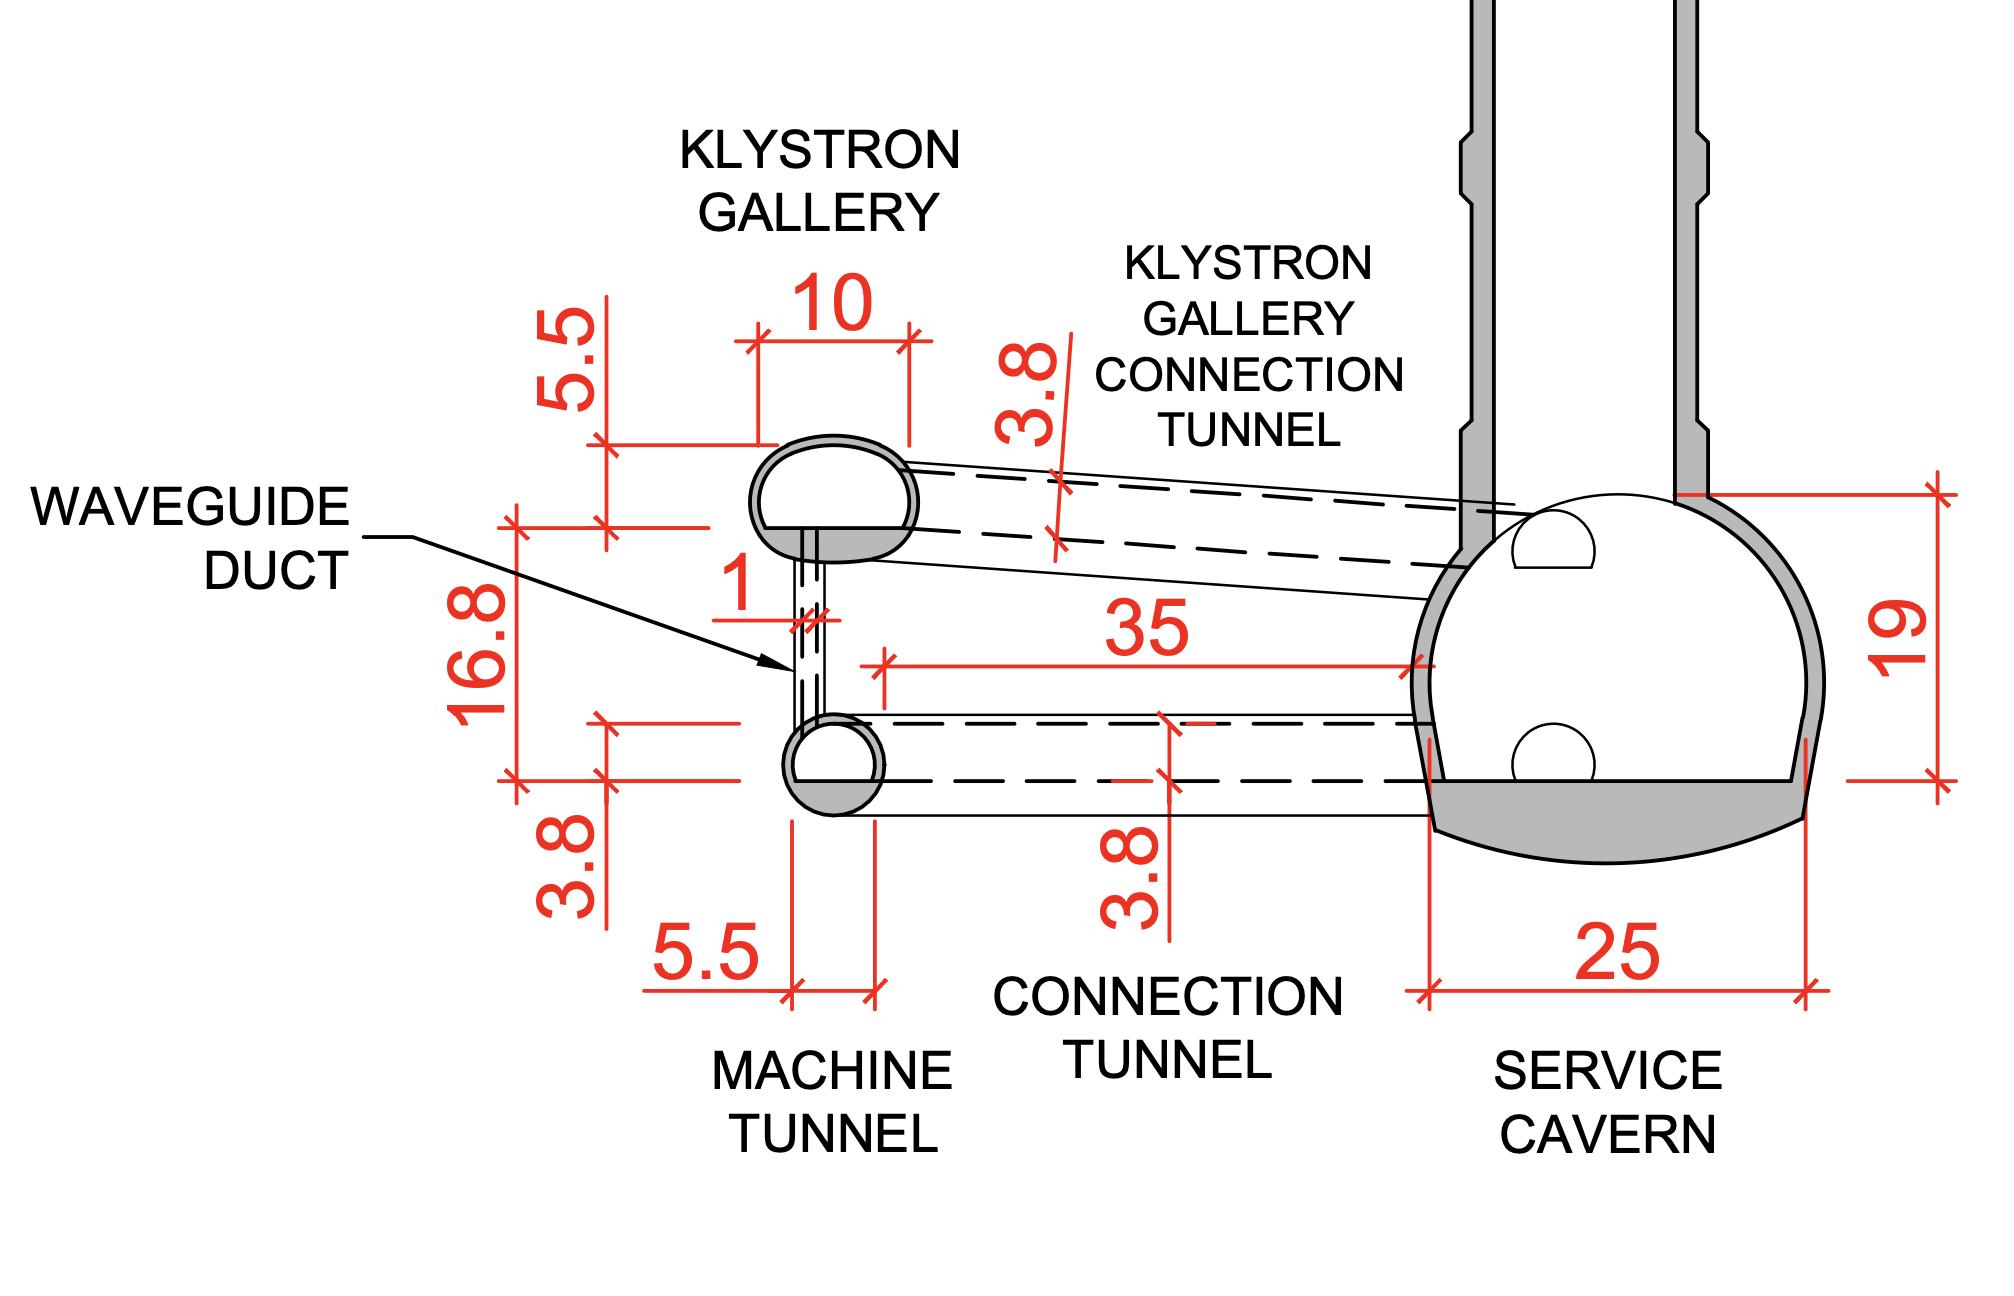 KLYSTRON
GALLERY
10
5.5
KLYSTRON
GALLERY
CONNECTION
TUNNEL
3.8
WAVEGUIDE
DUCT
1
16.8
35
19
3.8
3.8
5.5
25
MACHINE
TUNNEL
CONNECTION
TUNNEL
SERVICE
CAVERN